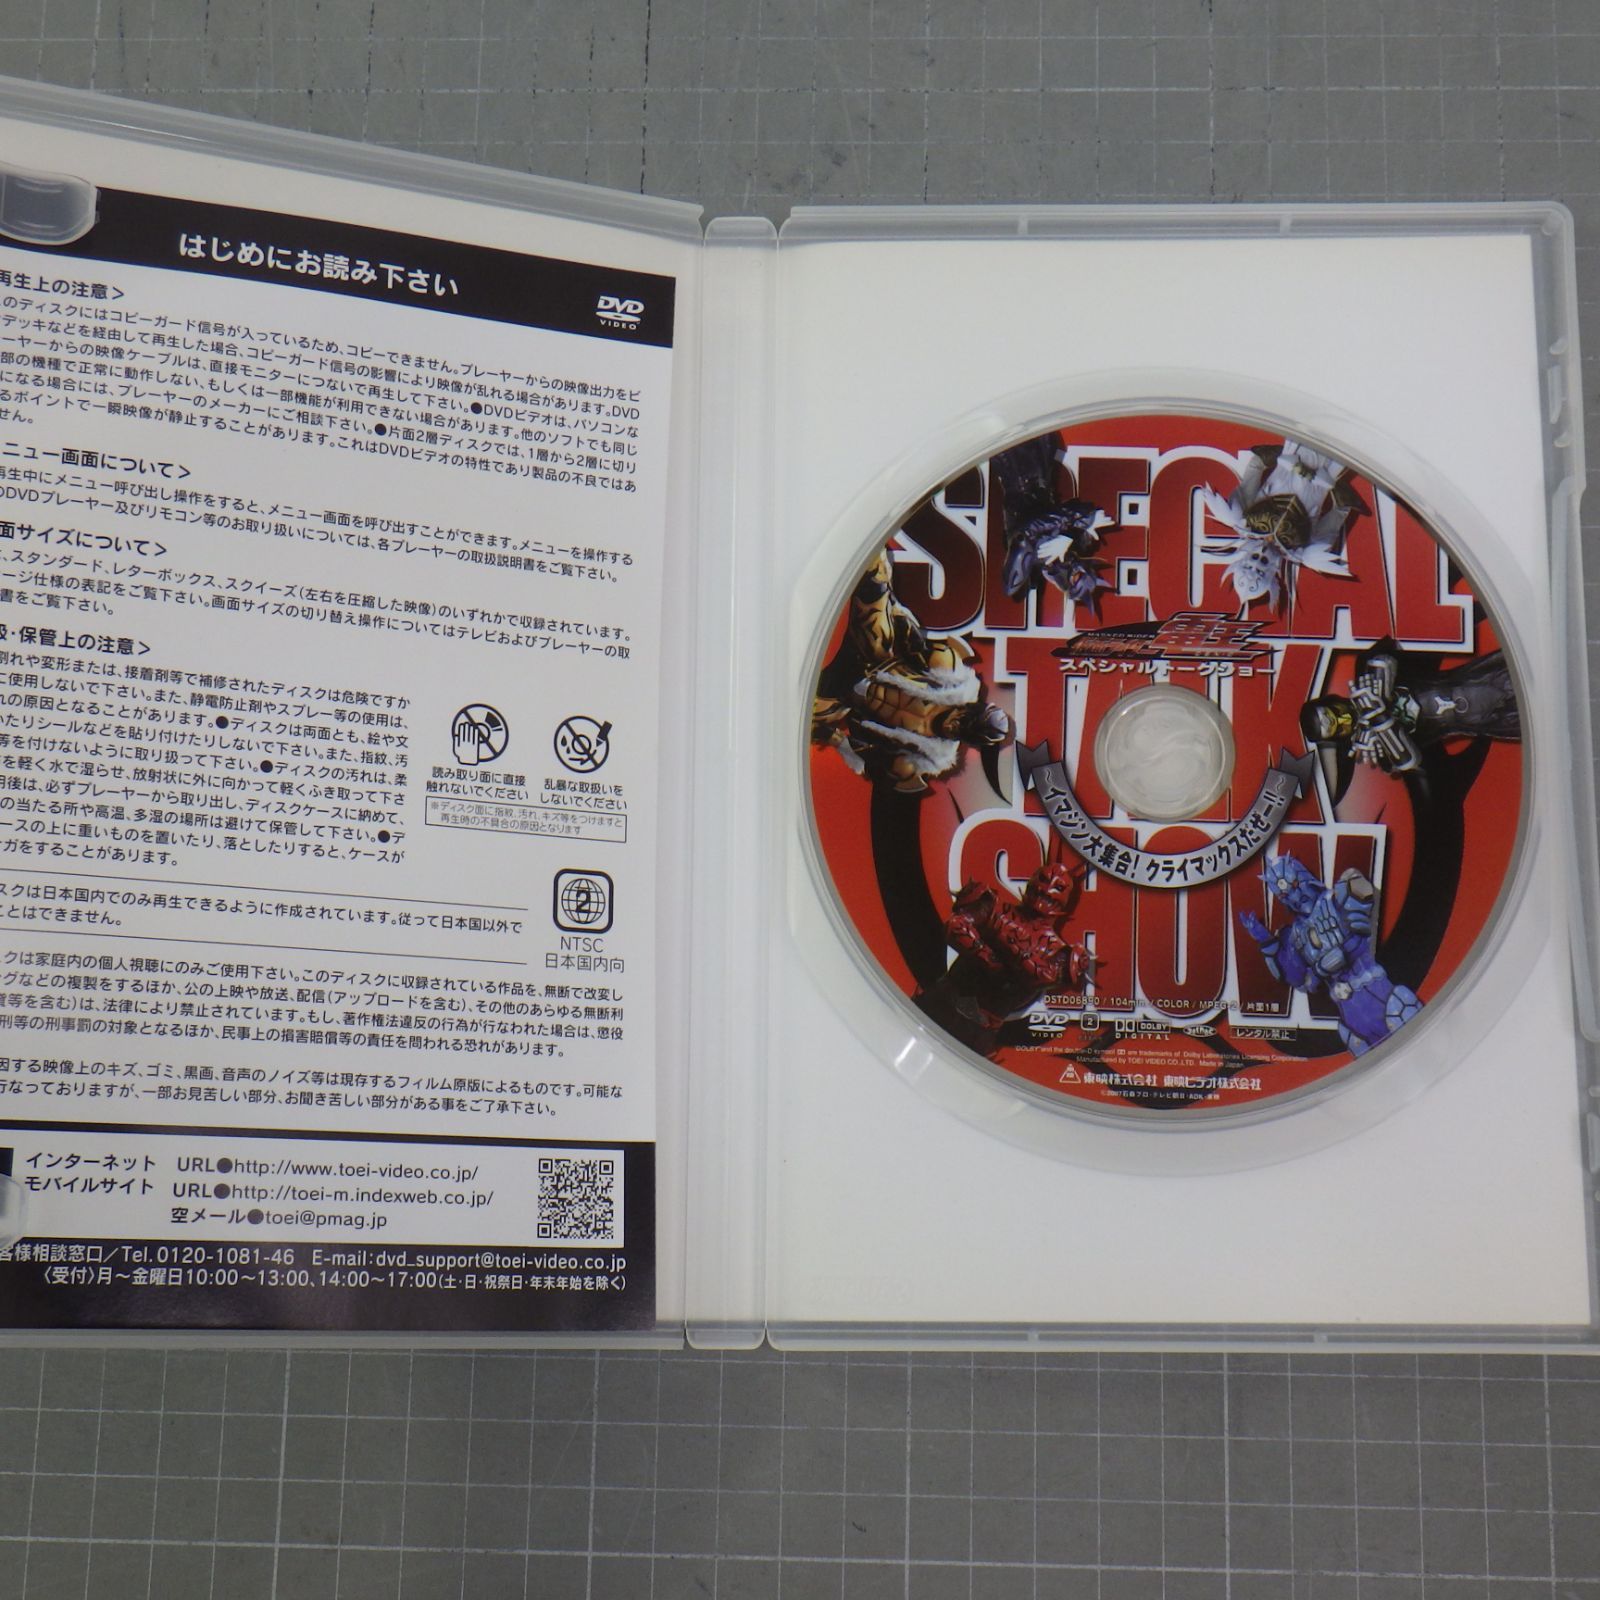 はじめにお読み下さい
DVD
VIDEO
再生上の注意>
のディスクにはコピーガード信号が入っているため、コピーできません。プレーヤーからの映像出力をビ
デッキなどを経由して再生した場合、コピーガード信号の影響により映像が乱れる場合があります。DVD
ーヤーからの映像ケーブルは、直接モニターにつないで再生して下さい。●DVDビデオは、パソコンな
部の機種で正常に動作しない、もしくは一部機能が利用できない場合があります。他のソフトでも同じ
になる場合には、プレーヤーのメーカーにご相談下さい。●片面2層ディスクでは、1層から2層に切り
るポイントで一瞬映像が静止することがあります。これはDVDビデオの特性であり製品の不良ではあ
せん。
ニュー画面について>
再生中にメニュー呼び出し操作をすると、メニュー画面を呼び出すことができます。メニューを操作する
のDVDプレーヤー及びリモコン等のお取り扱いについては、各プレーヤーの取扱説明書をご覧下さい。
面サイズについて>
、スタンダード、レターボックス、スクイーズ(左右を圧縮した映像)のいずれかで収録されています。
ージ仕様の表記をご覧下さい。画面サイズの切り替え操作についてはテレビおよびプレーヤーの取
書をご覧下さい。
扱・保管上の注意>
割れや変形または、接着剤等で補修されたディスクは危険ですか
に使用しないで下さい。また、静電防止剤やスプレー等の使用は、
れの原因となることがあります。●ディスクは両面とも、絵や文
いたりシールなどを貼り付けたりしないで下さい。また、指紋、汚
等を付けないように取り扱って下さい。●ディスクの汚れは、柔
を軽く水で湿らせ、放射状に外に向かって軽くふき取って下さ
用後は、必ずプレーヤーから取り出し、ディスクケースに納めて、
の当たる所や高温、多湿の場所は避けて保管して下さい。●デ
ースの上に重いものを置いたり、落としたりすると、ケースが
ケガをすることがあります。
読み取り面に直接
触れないでください
乱暴な取扱いを
しないでください
※ディスク面に指紋、汚れ、キズ等をつけますと
再生時の不具合の原因となります
スクは日本国内でのみ再生できるように作成されています。従って日本国以外で
ことはできません。
2
NTSC
日本国内向
クは家庭内の個人視聴にのみご使用下さい。このディスクに収録されている作品を、無断で改変し
グなどの複製をするほか、公の上映や放送、配信(アップロードを含む)、その他のあらゆる無断利
貸等を含む)は、法律により禁止されています。もし、著作権法違反の行為が行なわれた場合は、懲役
刑等の刑事罰の対象となるほか、民事上の損害賠償等の責任を問われる恐れがあります。
因する映像上のキズ、ゴミ、黒画、音声のノイズ等は現存するフィルム原版によるものです。可能な
行なっておりますが、一部お見苦しい部分、お聞き苦しい部分がある事をご了承下さい。
インターネット URL●http://www.toei-video.co.jp/
モバイルサイト URL●http://toei-m.indexweb.co.jp/
空メール●toei@pmag.jp
客様相談窓口/Tel.0120-1081-46 E-mail:dvd_support@toei-video.co.jp
〈受付〉月~金曜日10:00~13:00、14:00~17:00(土・日・祝祭日・年末年始を除く)
SPECIAL
TALK
SHOW
MASKED RIDER
電王
スペシャルトークショー
~イマジン大集合! クライマックスだぜー!!~
DSTD06890 / 104min. / COLOR / MPEG-2 / 片面1層
DVD
VIDEO
2
DOLBY
DIGITAL
レンタル禁止
"DOLBY" and the double-D symbol are trademarks of Dolby Laboratories Licensing Corporation.
Manufactured by TOEI VIDEO CO.,LTD. Made in Japan
東映株式会社 東映ビデオ株式会社
©2007石森プロ・テレビ朝日・ADK・東映